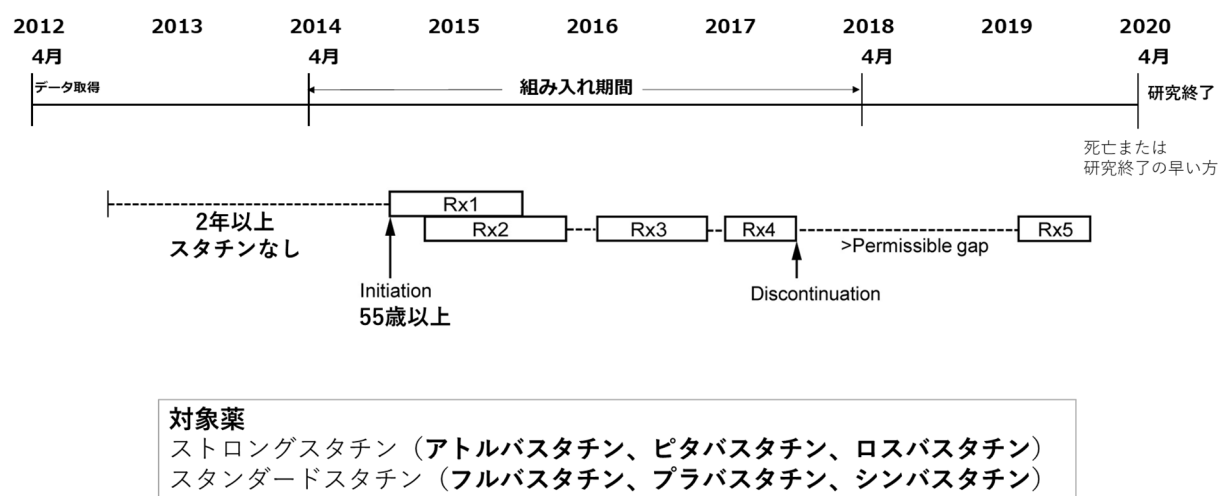 2012 2013 2014 2015 2016 2017 2018 2019 2020
4月 4月 4月 4月
データ取得 組み入れ期間 研究終了
死亡または
研究終了の早い方
Rx1
2年以上 Rx2 Rx3 Rx4 Rx5
スタチンなし >Permissible gap
Initiation Discontinuation
55歳以上
対象薬
ストロングスタチン（アトルバスタチン、ピタバスタチン、ロスバスタチン）
スタンダードスタチン（フルバスタチン、プラバスタチン、シンバスタチン）